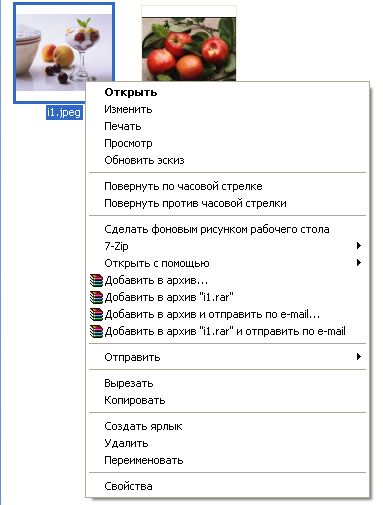 i1.jpeg
Открыть
Изменить
Печать
Просмотр
Обновить эскиз
Повернуть по часовой стрелке
Повернуть против часовой стрелки
Сделать фоновым рисунком рабочего стола
7-Zip
Открыть с помощью
Добавить в архив...
Добавить в архив "i1.rar"
Добавить в архив и отправить по e-mail...
Добавить в архив "i1.rar" и отправить по e-mail
Отправить
Вырезать
Копировать
Создать ярлык
Удалить
Переименовать
Свойства